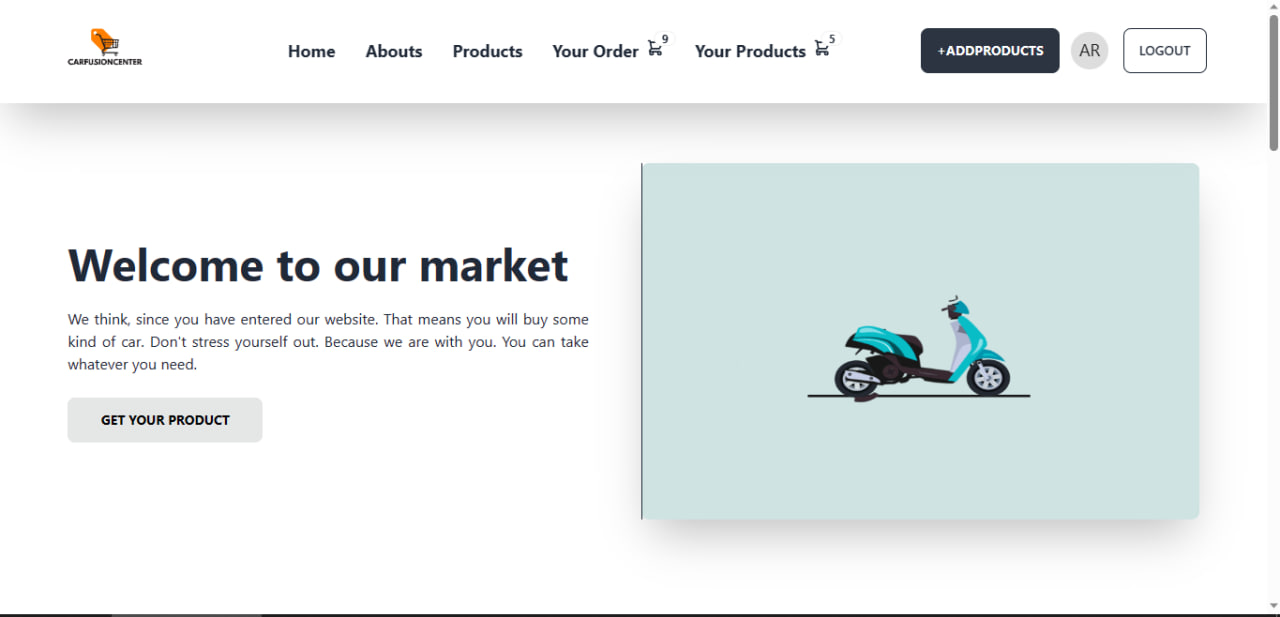 CARFUSIONCENTER
Home
Abouts
Products
Your Order 9
Your Products 5
+ADDPRODUCTS
AR
LOGOUT
Welcome to our market
We think, since you have entered our website. That means you will buy some
kind of car. Don't stress yourself out. Because we are with you. You can take
whatever you need.
GET YOUR PRODUCT